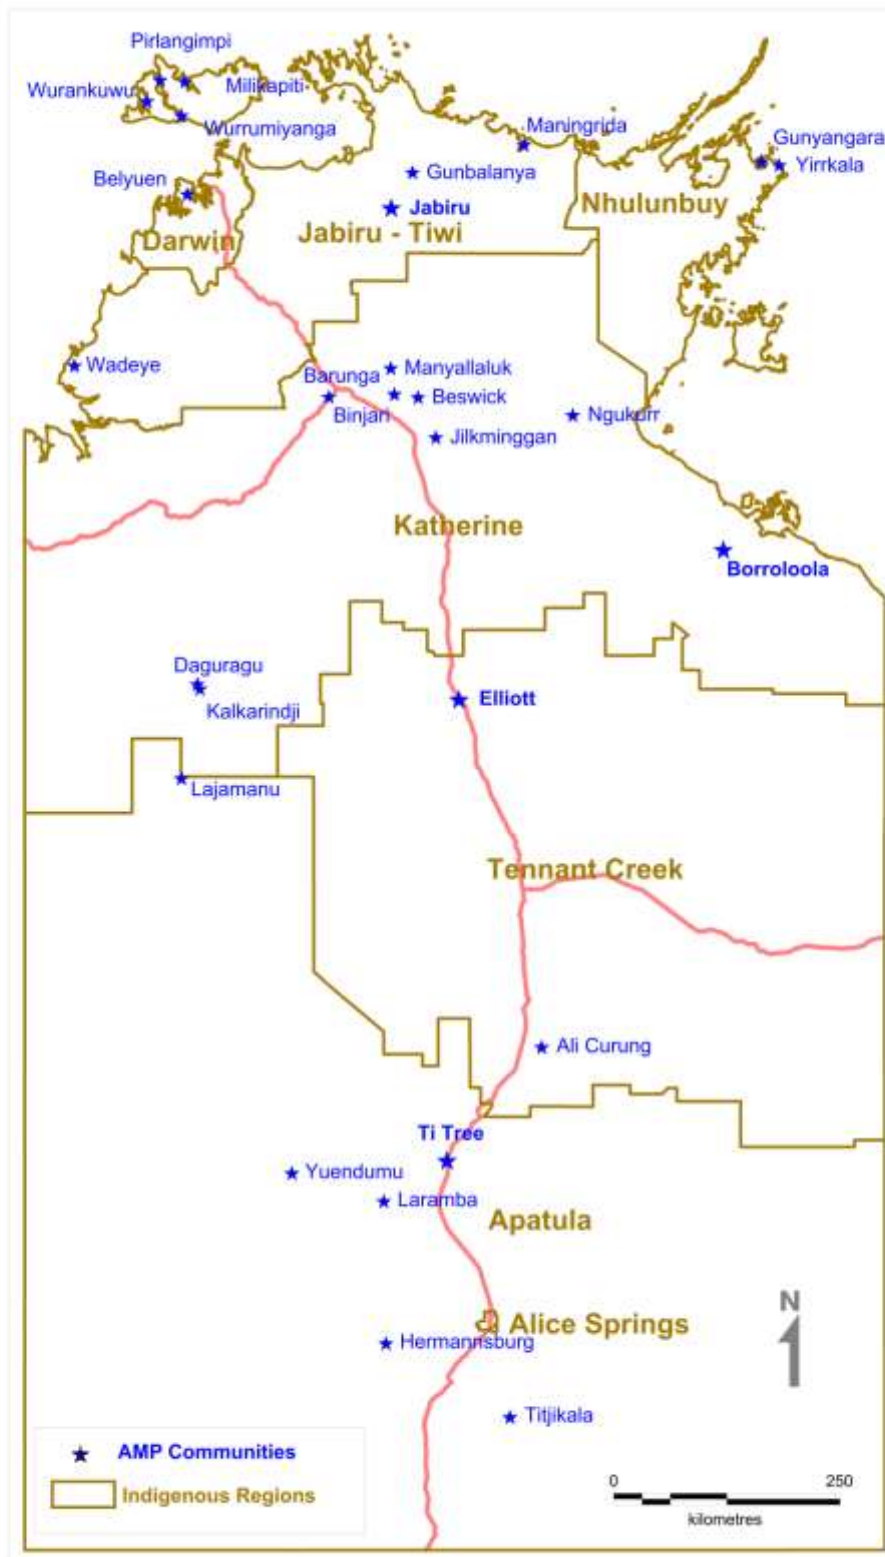 Pirlangimpi
Milikapiti
Wurankuwu
Wurrumiyanga
Maningrida
Gunyangara
Yirrkala
Gunbalanya
Belyuen
Jabiru
Nhulunbuy
Darwin
Jabiru - Tiwi
Wadeye
Manyallaluk
Barunga
Beswick
Binjari
Ngukurr
Jilkminggan
Katherine
Borroloola
Daguragu
Elliott
Kalkarindji
Lajamanu
Tennant Creek
Ali Curung
Ti Tree
Yuendumu
Laramba
Apatula
N
Alice Springs
Hermannsburg
Titjikala
AMP Communities
Indigenous Regions
0 250
kilometres